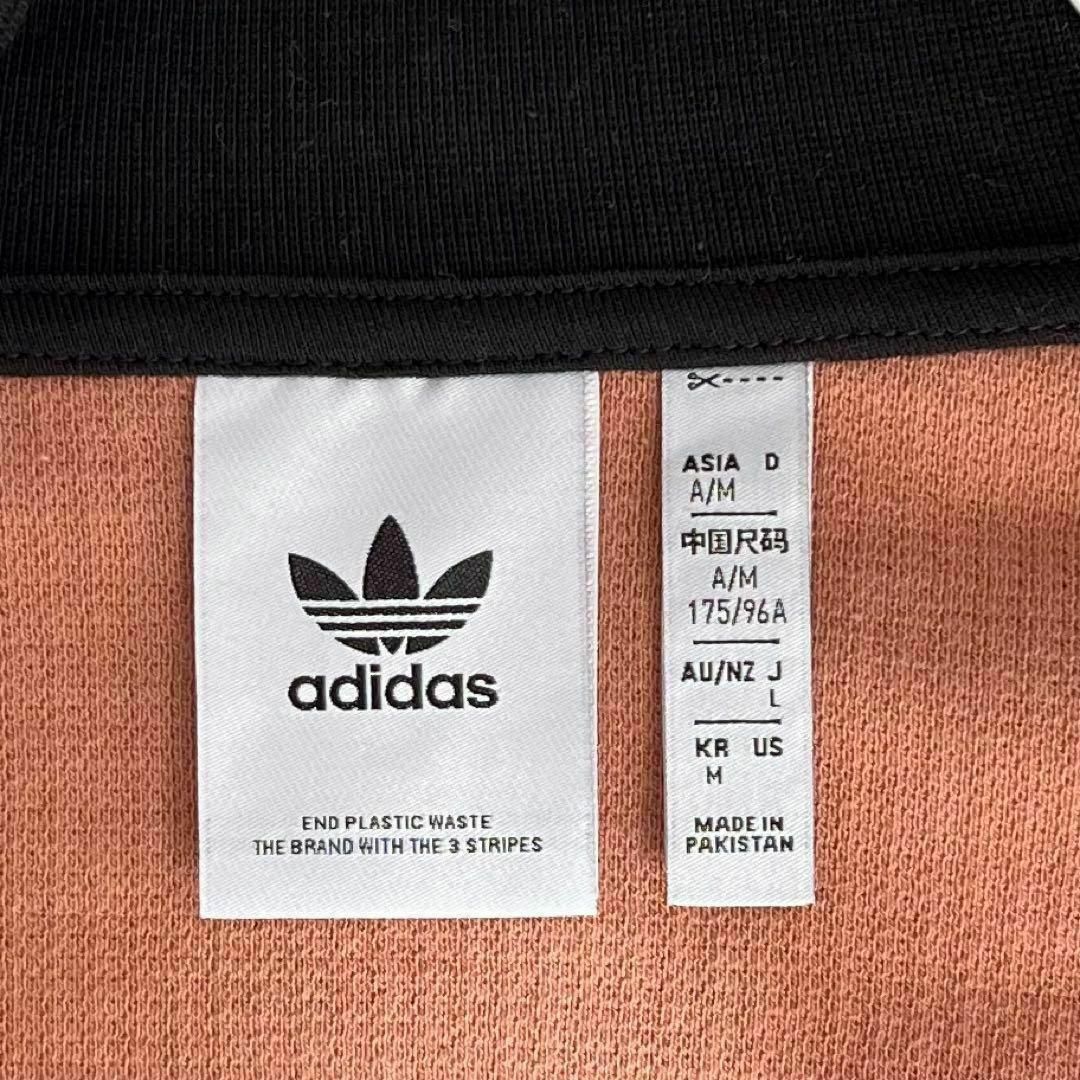 adidas
END PLASTIC WASTE
THE BRAND WITH THE 3 STRIPES
ASIA D
A/M
中国尺码
A/M
175/96A
AU/NZ J
L
KR US
M
MADE IN
PAKISTAN